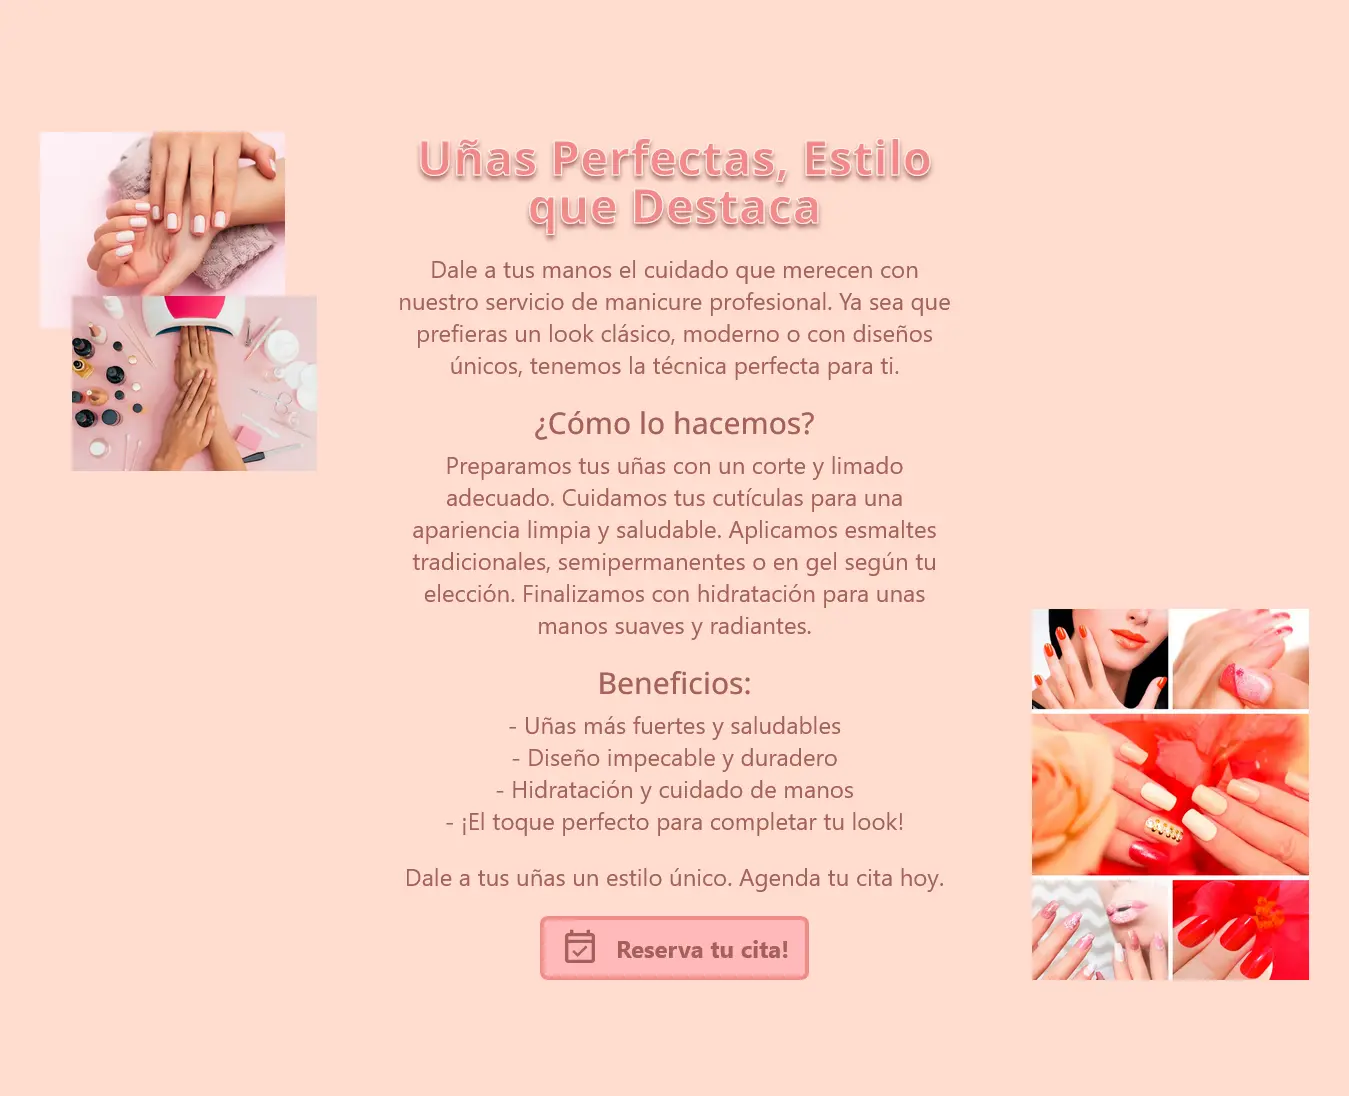 Uñas Perfectas, Estilo
que Destaca
Dale a tus manos el cuidado que merecen con
nuestro servicio de manicure profesional. Ya sea que
prefieras un look clásico, moderno o con diseños
únicos, tenemos la técnica perfecta para ti.
¿Cómo lo hacemos?
Preparamos tus uñas con un corte y limado
adecuado. Cuidamos tus cutículas para una
apariencia limpia y saludable. Aplicamos esmaltes
tradicionales, semipermanentes o en gel según tu
elección. Finalizamos con hidratación para unas
manos suaves y radiantes.
Beneficios:
- Uñas más fuertes y saludables
- Diseño impecable y duradero
- Hidratación y cuidado de manos
- ¡El toque perfecto para completar tu look!
Dale a tus uñas un estilo único. Agenda tu cita hoy.
Reserva tu cita!